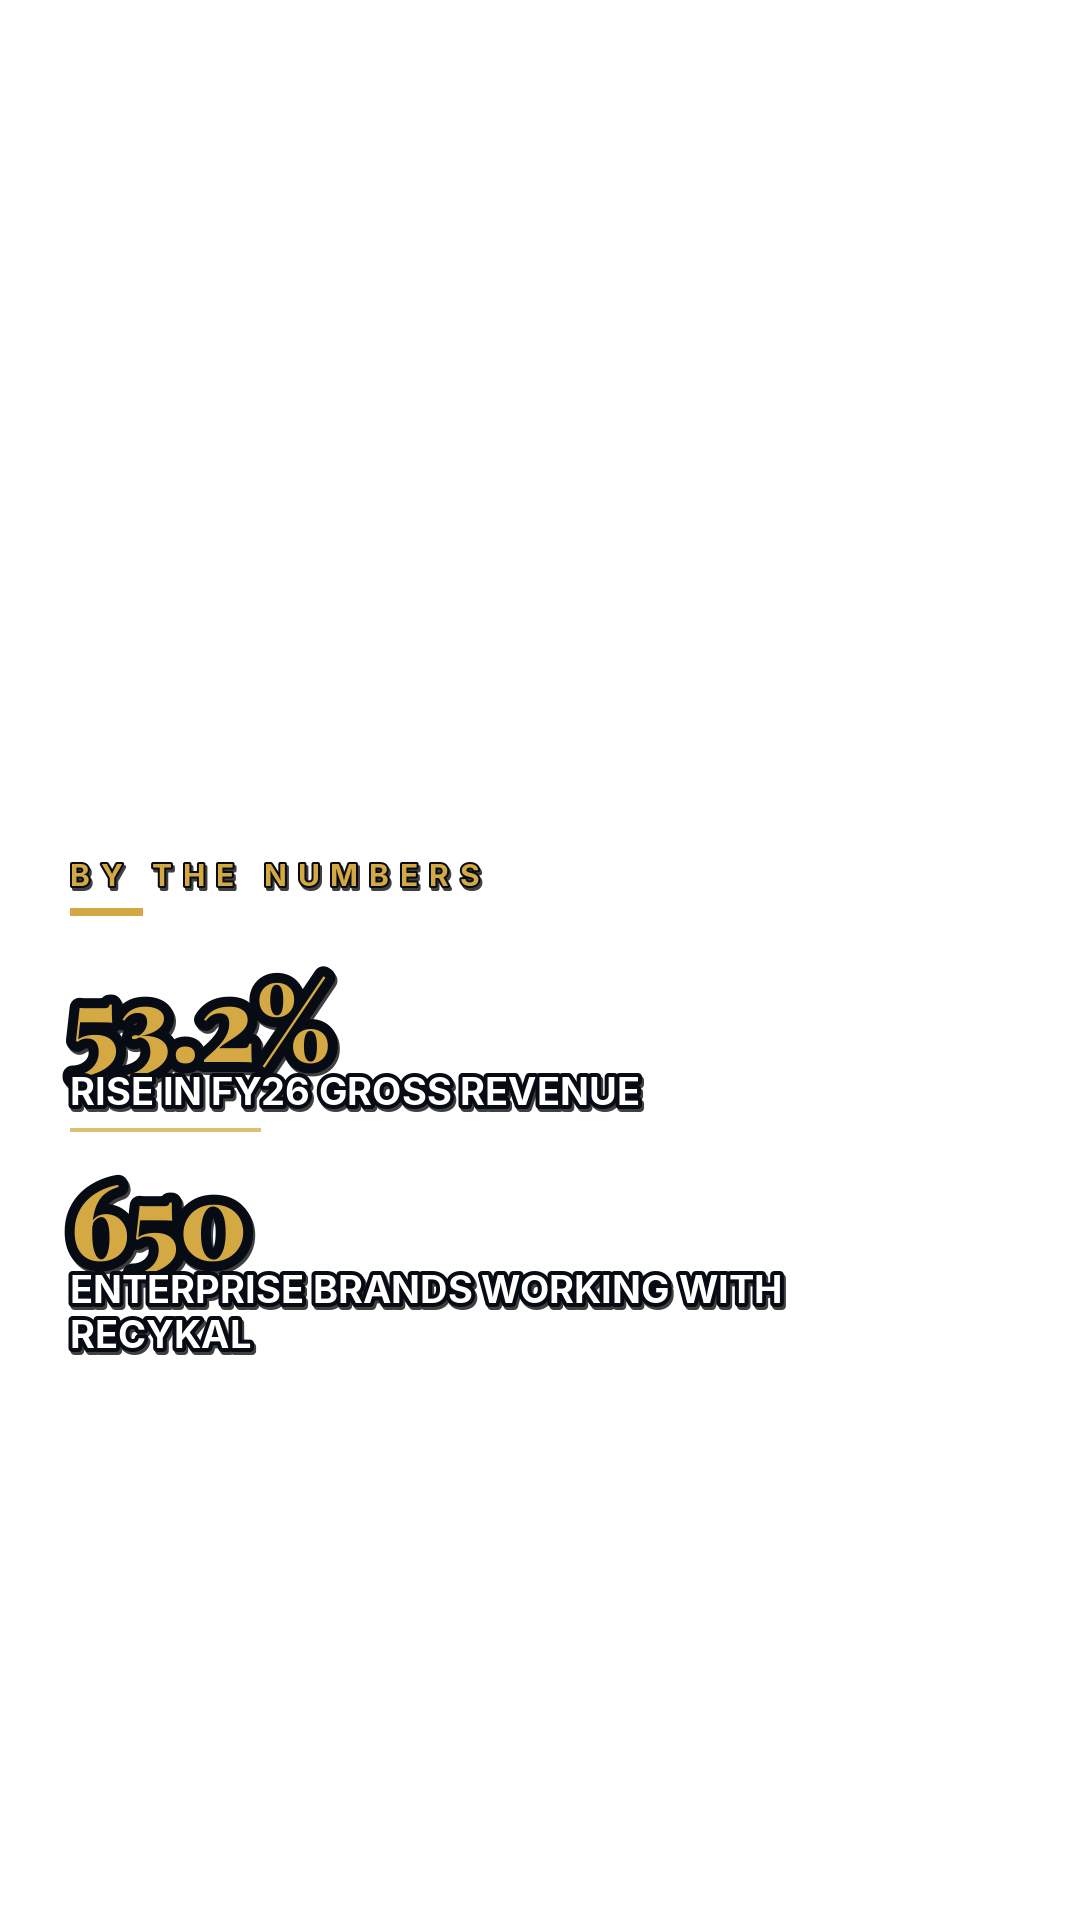 BY THE NUMBERS
53.2%
RISE IN FY26 GROSS REVENUE
650
ENTERPRISE BRANDS WORKING WITH
RECYKAL